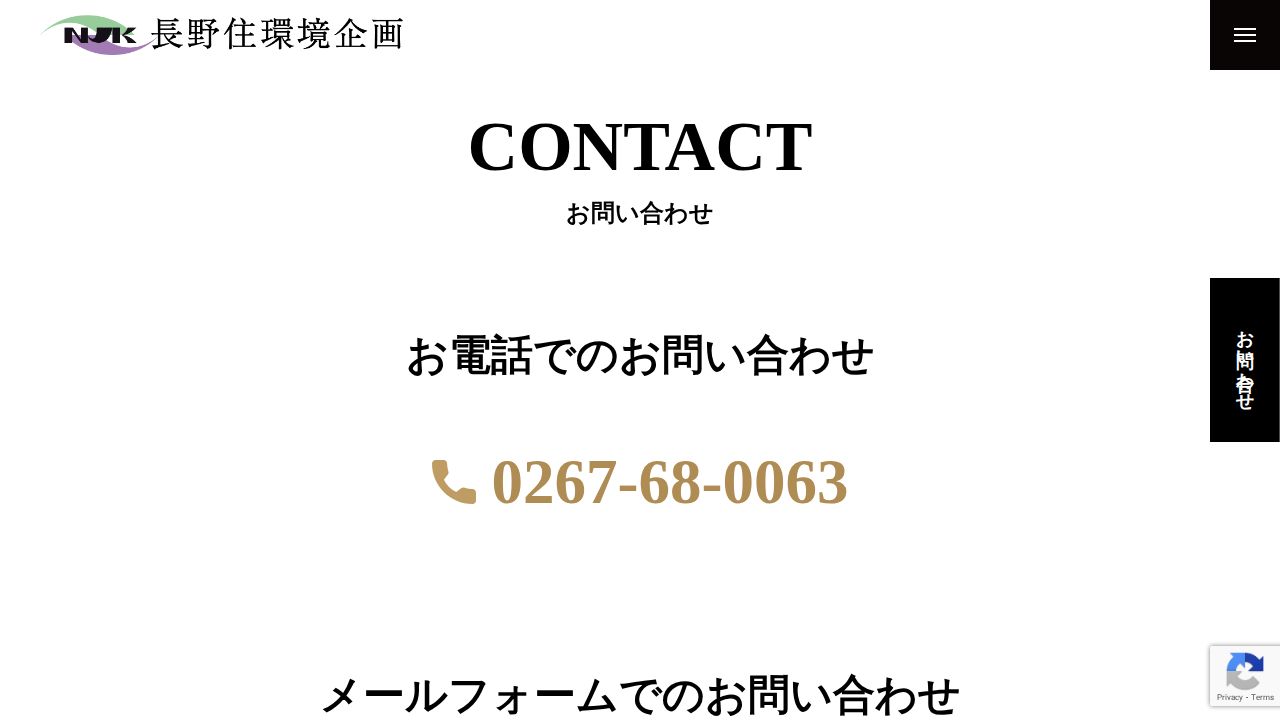 NJK 長野住環境企画
CONTACT
お問い合わせ
お電話でのお問い合わせ
お問い合わせ
0267-68-0063
メールフォームでのお問い合わせ
Privacy - Terms